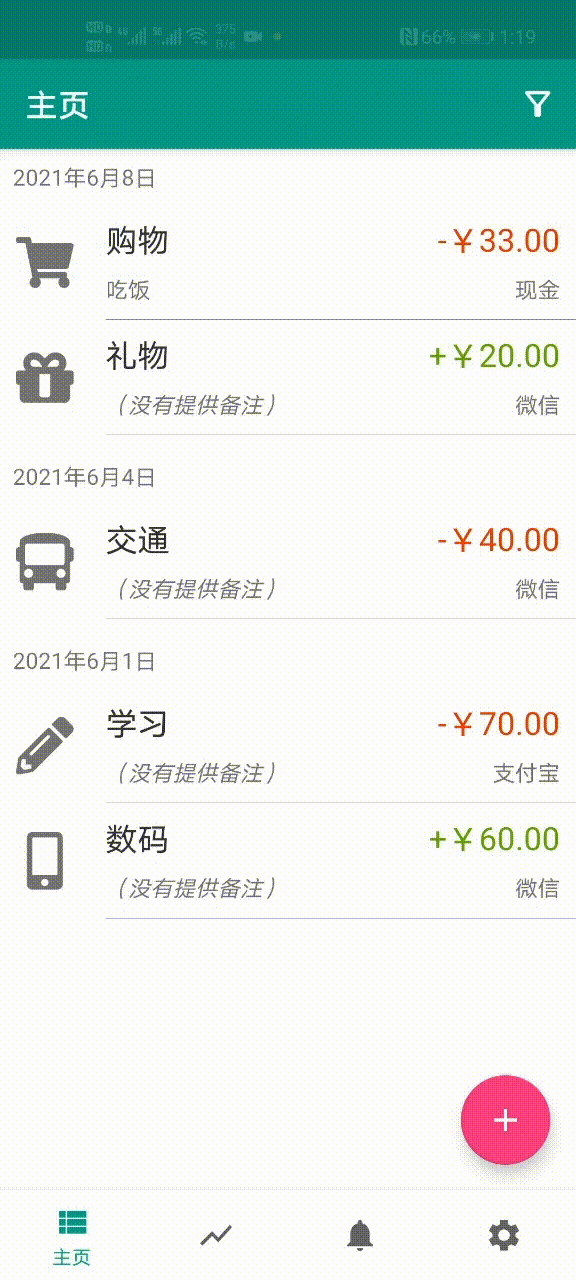 HD 4G 5G 375 B/s 66% 1:19
主页
2021年6月8日
购物 -￥33.00
吃饭 现金
礼物 +￥20.00
（没有提供备注） 微信
2021年6月4日
交通 -￥40.00
（没有提供备注） 微信
2021年6月1日
学习 -￥70.00
（没有提供备注） 支付宝
数码 +￥60.00
（没有提供备注） 微信
主页